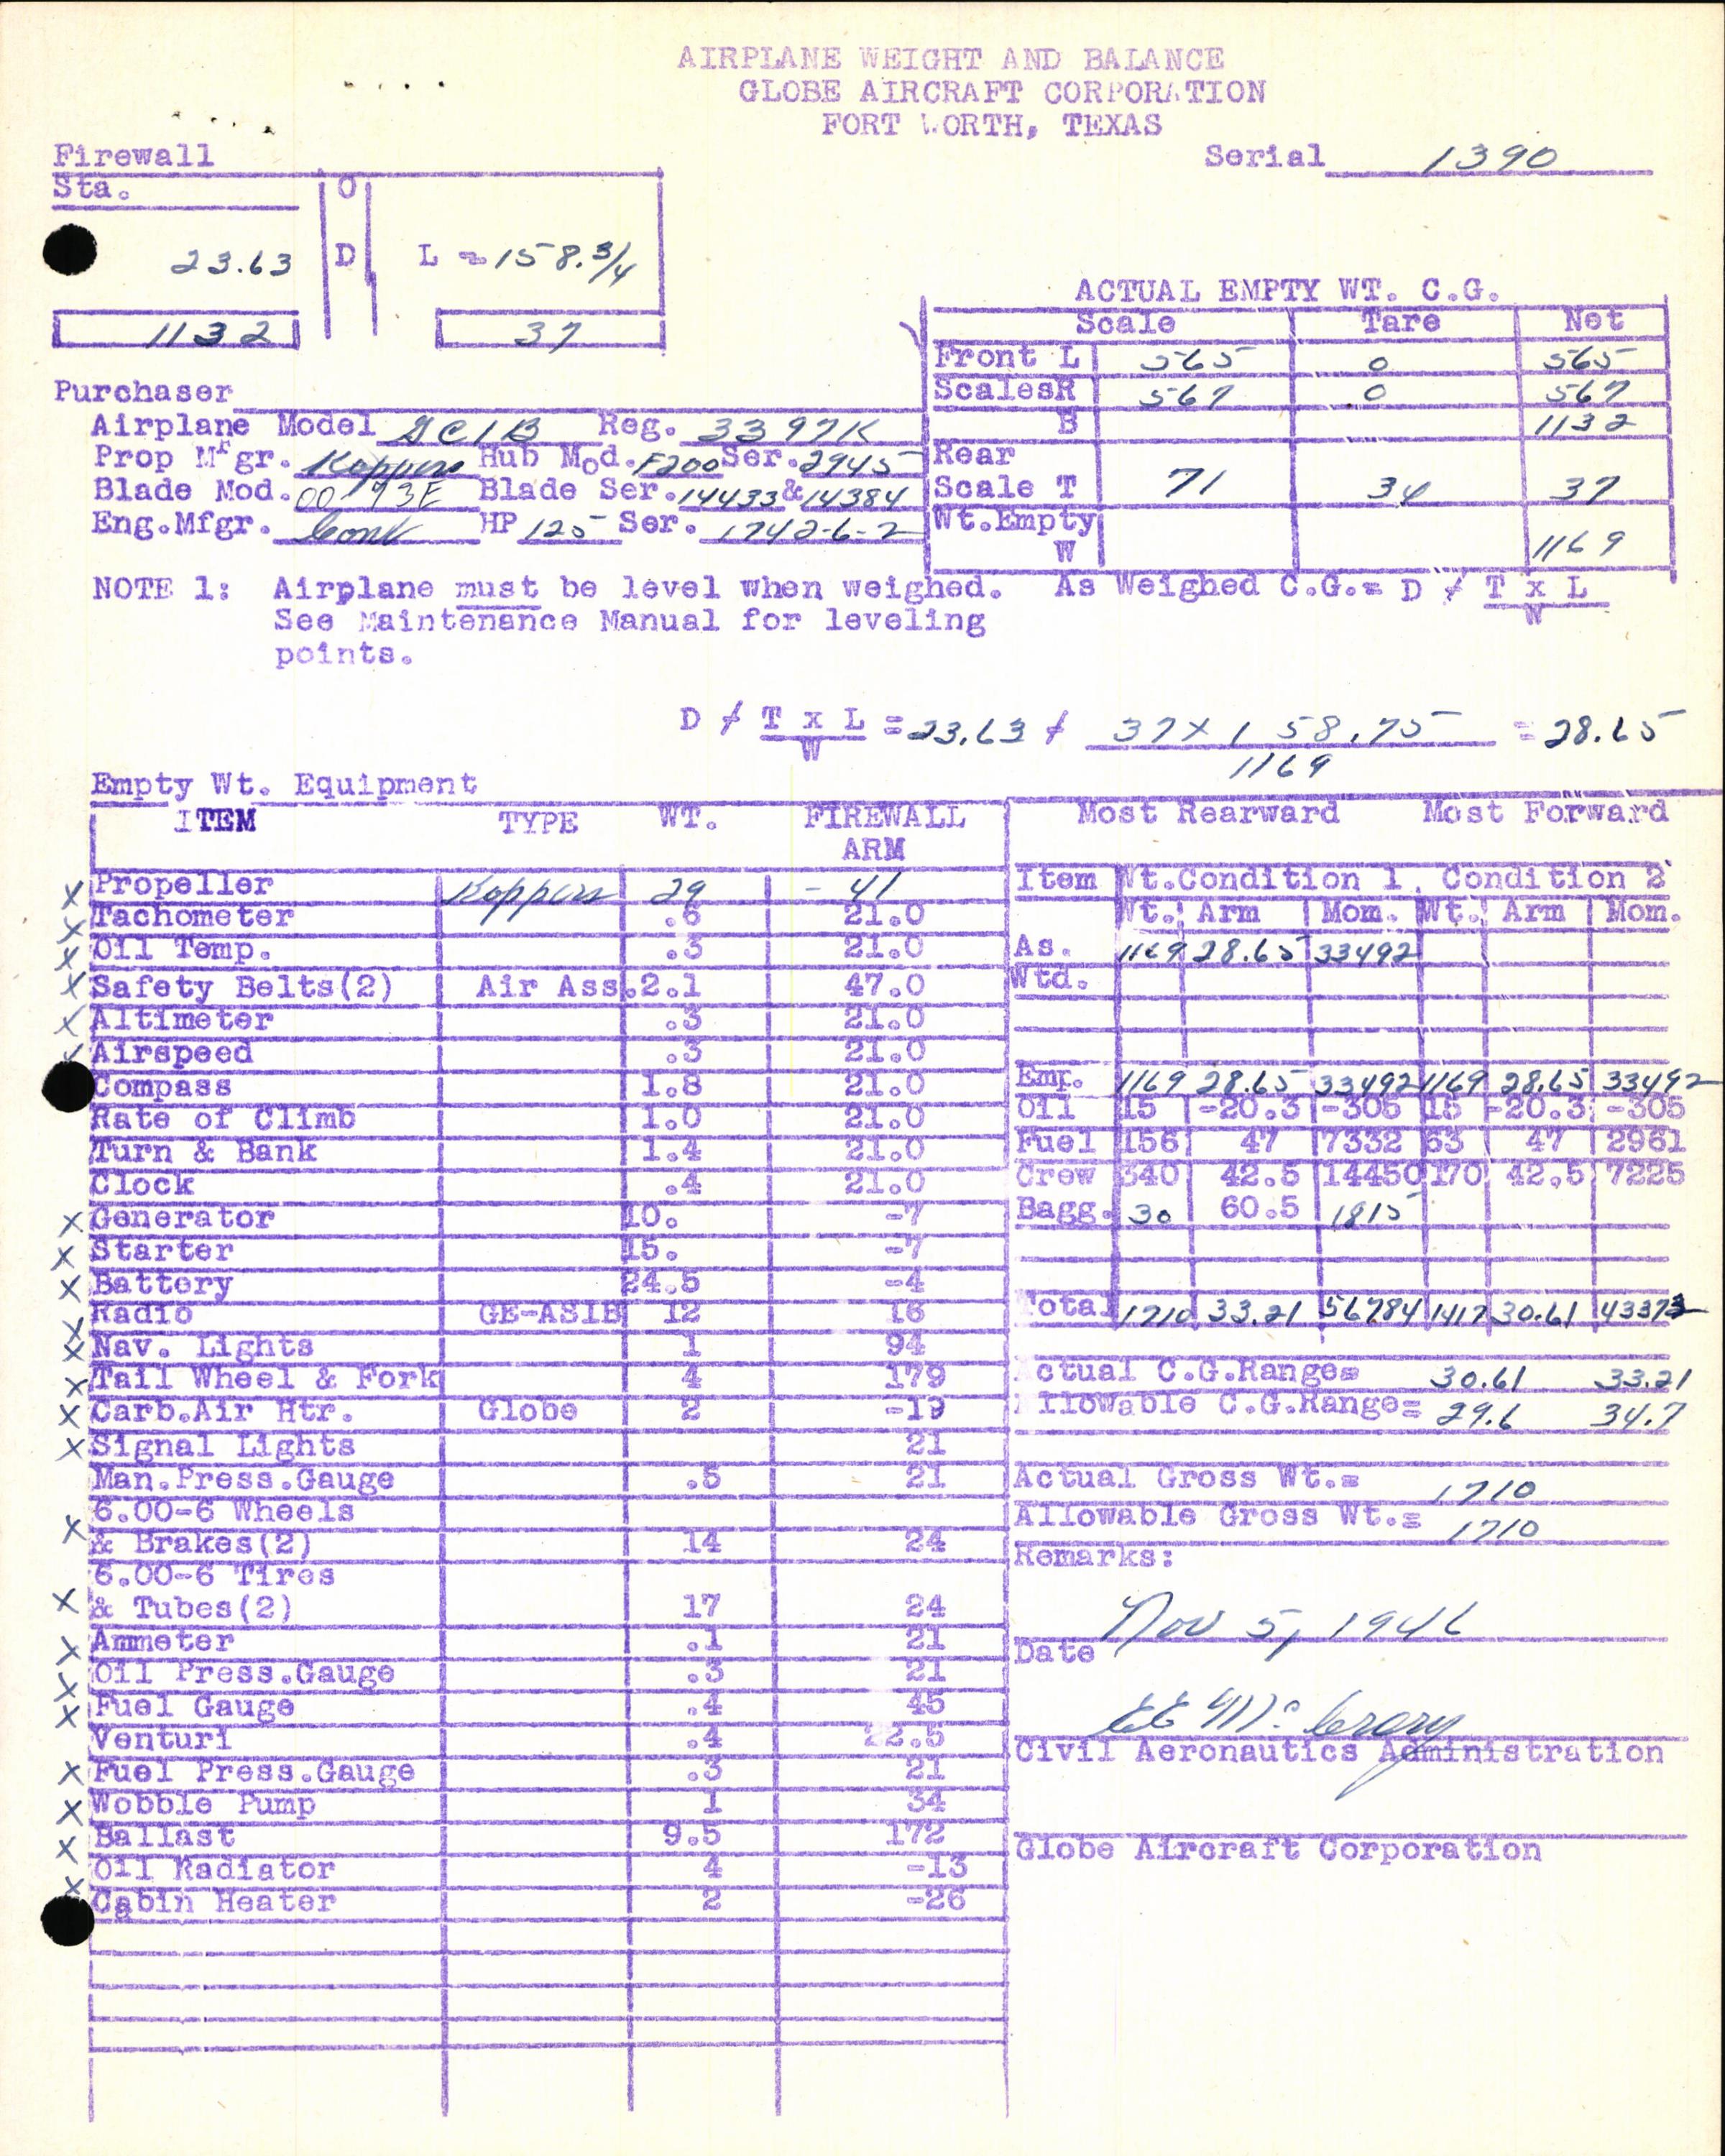 AIRPLANE WEIGHT AND BALANCE
GLOBE AIRCRAFT CORPORATION
FORT WORTH, TEXAS
Serial 1390
Firewall
Sta. O
23.63 D L = 158.3/4
1132 37
ACTUAL EMPTY WT. C.G.
Scale Tare Net
Front L 565 0 565
ScalesR 567 0 567
B 1132
Rear
Scale T 71 34 37
Wt.Empty
W 1169
Purchaser
Airplane Model GC1B Reg. 3397K
Prop Mfgr. Koppers Hub Mod. F200 Ser. 2945
Blade Mod. 00-73E Blade Ser. 14433 & 14384
Eng.Mfgr. Cont HP 125 Ser. 1742-6-2
NOTE 1: Airplane must be level when weighed.
See Maintenance Manual for leveling
points.
As Weighed C.G.= D ≠ T x L
W
D ≠ T x L = 23.63 ≠ 37 x 158.75 = 28.65
W 1169
Empty Wt. Equipment
ITEM TYPE WT. FIREWALL
ARM
X Propeller Koppers 29 -41
X Tachometer .6 21.0
X Oil Temp. .3 21.0
X Safety Belts(2) Air Ass. 2.1 47.0
X Altimeter .3 21.0
X Airspeed .3 21.0
Compass 1.8 21.0
Rate of Climb 1.0 21.0
Turn & Bank 1.4 21.0
Clock .4 21.0
X Generator 10. -7
X Starter 15. -7
X Battery 24.5 -4
X Radio GE-AS1B 12 16
X Nav. Lights 1 94
X Tail Wheel & Fork 4 179
X Carb.Air Htr. Globe 2 -19
X Signal Lights 21
Man.Press.Gauge .5 21
6.00-6 Wheels
X & Brakes(2) 14 24
6.00-6 Tires
X & Tubes(2) 17 24
X Ammeter .1 21
X Oil Press.Gauge .3 21
X Fuel Gauge .4 45
Venturi .4 22.5
X Fuel Press.Gauge .3 21
X Wobble Pump 1 34
X Ballast 9.5 172
X Oil Radiator 4 -13
Cabin Heater 2 -26
Most Rearward Most Forward
Item Wt.Condition 1. Condition 2
Wt. Arm Mom. Wt. Arm Mom.
As. 1169 28.65 33492
Wtd.
Emp. 1169 28.65 33492 1169 28.65 33492
Oil 15 -20.3 -305 15 -20.3 -305
Fuel 156 47 7332 63 47 2961
Crew 340 42.5 14450 170 42.5 7225
Bagg. 30 60.5 1815
Total 1710 33.21 56784 1417 30.61 43373
Actual C.G.Range= 30.61 33.21
Allowable C.G.Range= 29.6 34.7
Actual Gross Wt.= 1710
Allowable Gross Wt.= 1710
Remarks:
Date Nov 5, 1946
EE McCrary
Civil Aeronautics Administration
Globe Aircraft Corporation